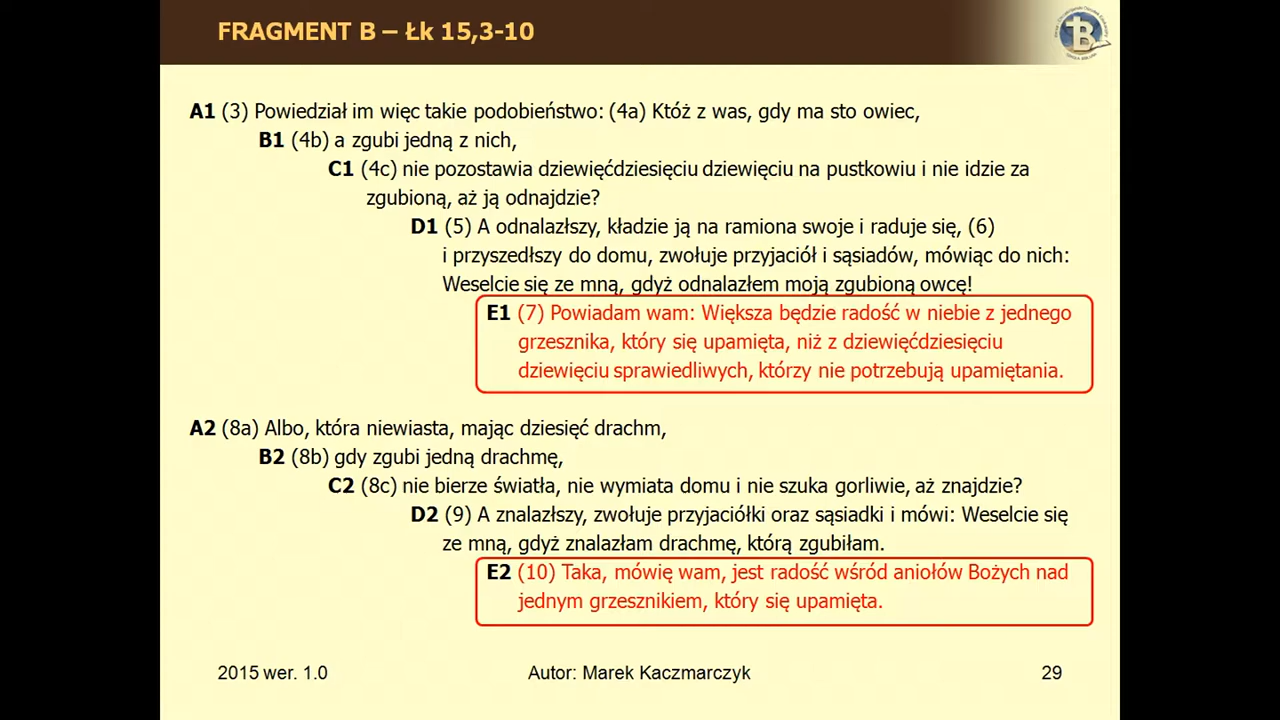 FRAGMENT B – Łk 15,3-10
A1 (3) Powiedział im więc takie podobieństwo: (4a) Któż z was, gdy ma sto owiec,
B1 (4b) a zgubi jedną z nich,
C1 (4c) nie pozostawia dziewięćdziesięciu dziewięciu na pustkowiu i nie idzie za
zgubioną, aż ją odnajdzie?
D1 (5) A odnalazłszy, kładzie ją na ramiona swoje i raduje się, (6)
i przyszedłszy do domu, zwołuje przyjaciół i sąsiadów, mówiąc do nich:
Weselcie się ze mną, gdyż odnalazłem moją zgubioną owcę!
E1 (7) Powiadam wam: Większa będzie radość w niebie z jednego
grzesznika, który się upamięta, niż z dziewięćdziesięciu
dziewięciu sprawiedliwych, którzy nie potrzebują upamiętania.
A2 (8a) Albo, która niewiasta, mając dziesięć drachm,
B2 (8b) gdy zgubi jedną drachmę,
C2 (8c) nie bierze światła, nie wymiata domu i nie szuka gorliwie, aż znajdzie?
D2 (9) A znalazłszy, zwołuje przyjaciółki oraz sąsiadki i mówi: Weselcie się
ze mną, gdyż znalazłam drachmę, którą zgubiłam.
E2 (10) Taka, mówię wam, jest radość wśród aniołów Bożych nad
jednym grzesznikiem, który się upamięta.
2015 wer. 1.0
Autor: Marek Kaczmarczyk
29